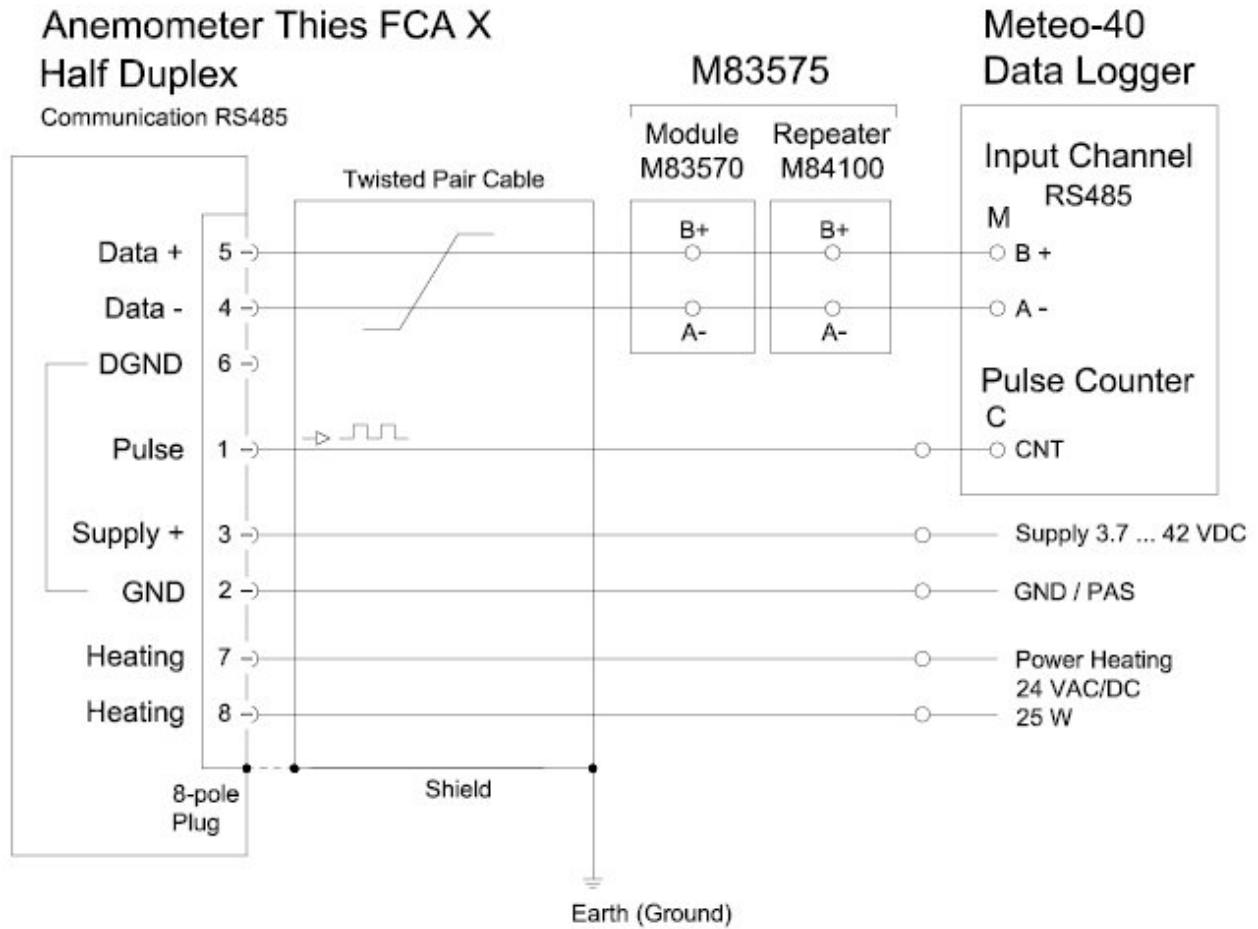 Anemometer Thies FCA X
Half Duplex
Communication RS485
M83575
Meteo-40
Data Logger
Module
M83570
Repeater
M84100
Input Channel
RS485
M
Twisted Pair Cable
Data + 5
B+
B+
B +
Data - 4
A-
A-
A -
DGND 6
Pulse Counter
C
Pulse 1
CNT
Supply + 3
Supply 3.7 ... 42 VDC
GND 2
GND / PAS
Heating 7
Heating 8
Power Heating
24 VAC/DC
25 W
8-pole
Plug
Shield
Earth (Ground)